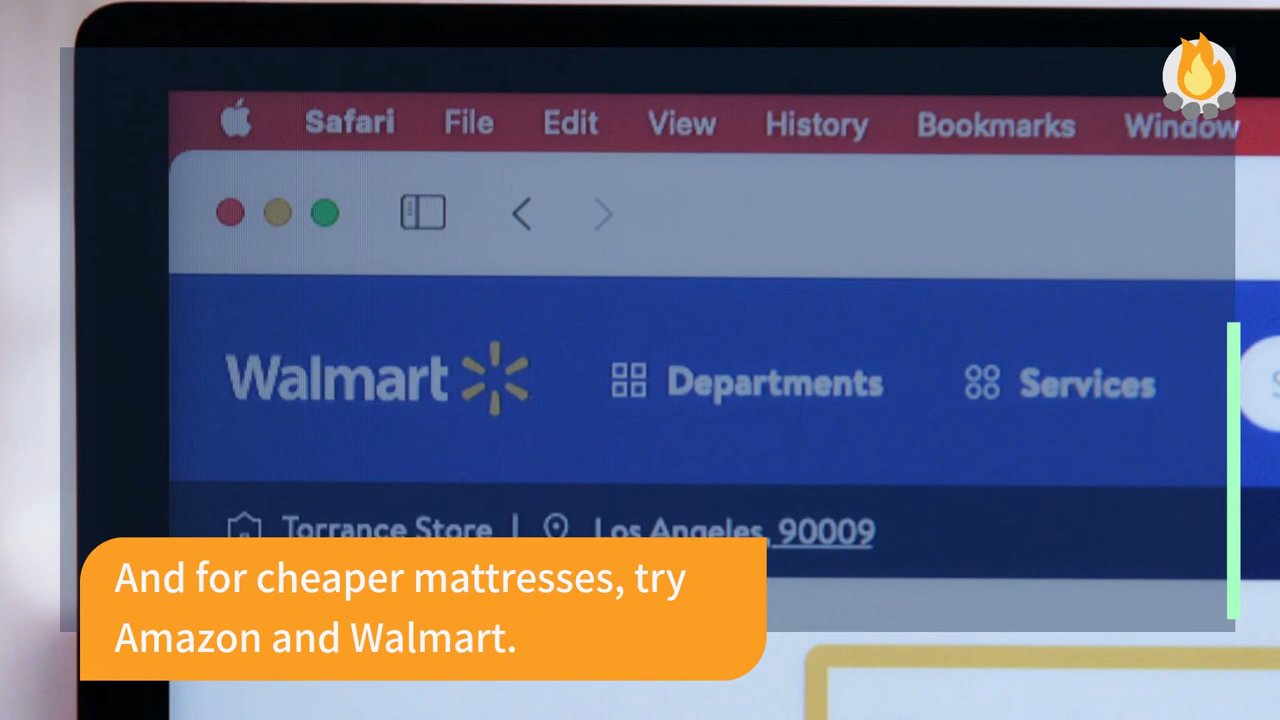 Safari File Edit View History Bookmarks Window
Walmart Departments Services
Torrance Store | Los Angeles, 90009
And for cheaper mattresses, try
Amazon and Walmart.